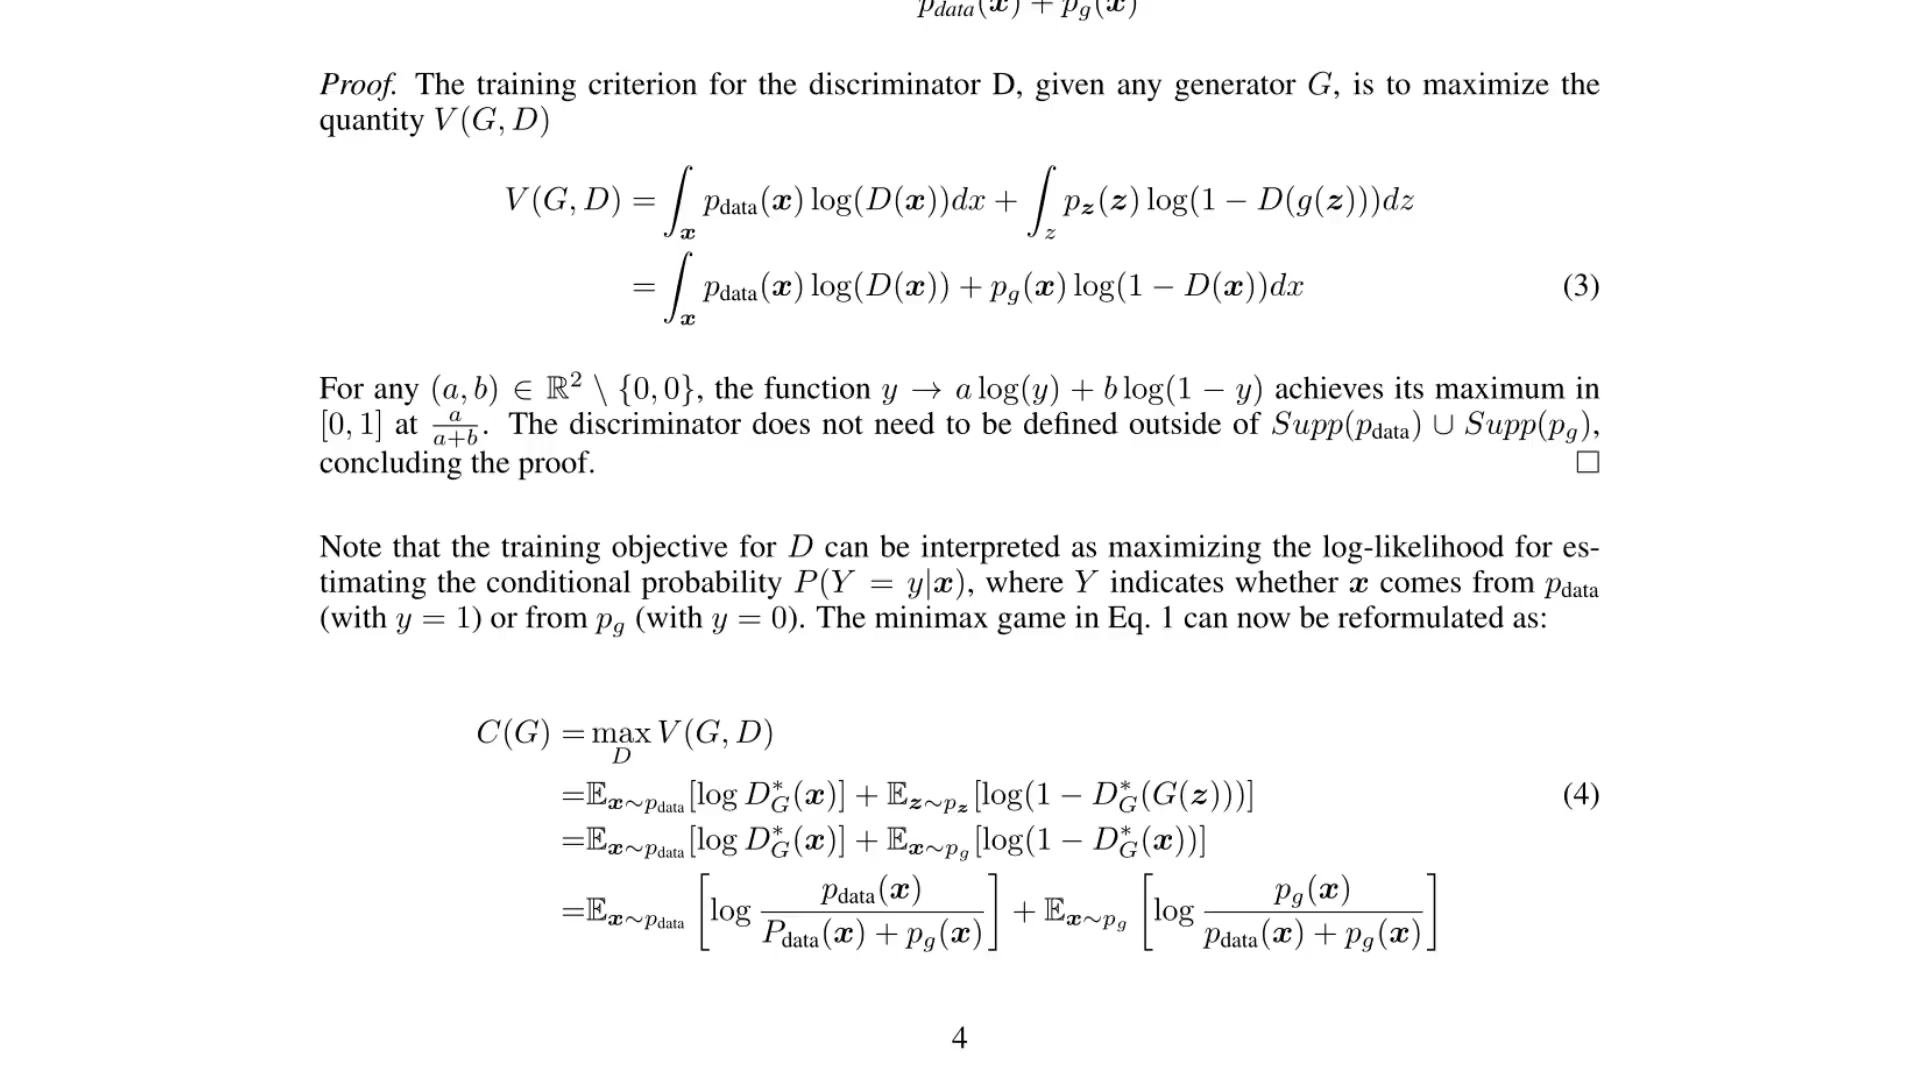 p_data(x) + p_g(x)
Proof. The training criterion for the discriminator D, given any generator G, is to maximize the
quantity V(G, D)
V(G, D) = ∫_x p_data(x) log(D(x))dx + ∫_z p_z(z) log(1 − D(g(z)))dz
= ∫_x p_data(x) log(D(x)) + p_g(x) log(1 − D(x))dx (3)
For any (a, b) ∈ ℝ² \ {0, 0}, the function y → a log(y) + b log(1 − y) achieves its maximum in
[0, 1] at a/(a+b). The discriminator does not need to be defined outside of Supp(p_data) ∪ Supp(p_g),
concluding the proof. □
Note that the training objective for D can be interpreted as maximizing the log-likelihood for es-
timating the conditional probability P(Y = y|x), where Y indicates whether x comes from p_data
(with y = 1) or from p_g (with y = 0). The minimax game in Eq. 1 can now be reformulated as:
C(G) = max_D V(G, D)
=𝔼_{x∼p_data}[log D*_G(x)] + 𝔼_{z∼p_z}[log(1 − D*_G(G(z)))] (4)
=𝔼_{x∼p_data}[log D*_G(x)] + 𝔼_{x∼p_g}[log(1 − D*_G(x))]
=𝔼_{x∼p_data}[log p_data(x)/(P_data(x) + p_g(x))] + 𝔼_{x∼p_g}[log p_g(x)/(p_data(x) + p_g(x))]
4